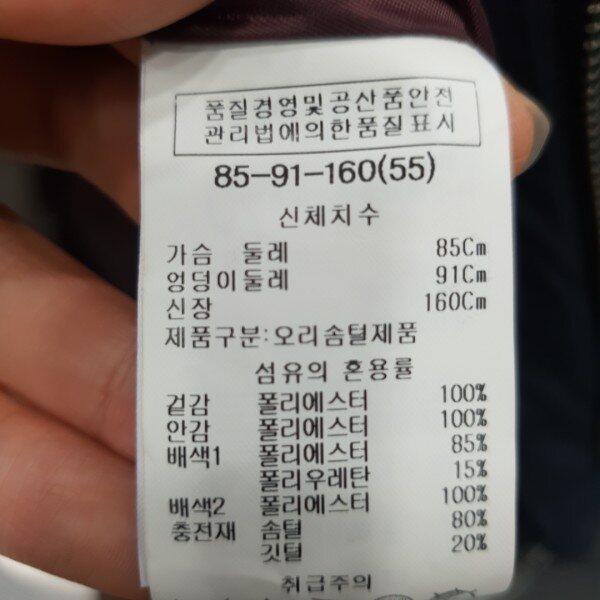 품질경영및공산품안전
관리법에의한품질표시
85-91-160(55)
신체치수
가슴 둘레 85Cm
엉덩이둘레 91Cm
신장 160Cm
제품구분:오리솜털제품
섬유의 혼용률
겉감 폴리에스터 100%
안감 폴리에스터 100%
배색1 폴리에스터 85%
폴리우레탄 15%
배색2 폴리에스터 100%
충전재 솜털 80%
깃털 20%
취급주의